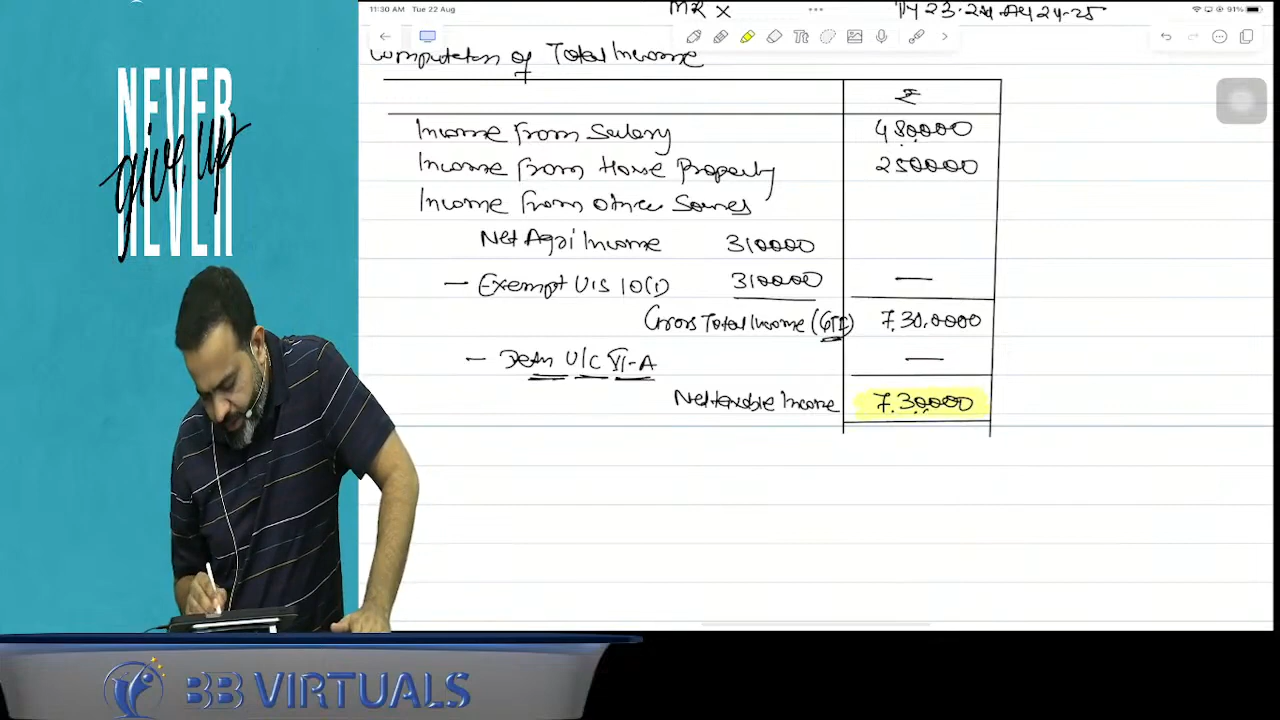 11:30 AM Tue 22 Aug
91%
MR X
PY 23-24. AY 24-25
Computation of Total Income
₹
Income from Salary 480000
Income from House Property 250000
Income from Other Sources
Net Agri Income 310000
- Exempt U/S 10(1) 310000 —
Gross Total Income (GTI) 7,30,0000
- Dedn U/C VI-A —
Net taxable Income 7,30,000
NEVER
give up
NEVER
BB VIRTUALS